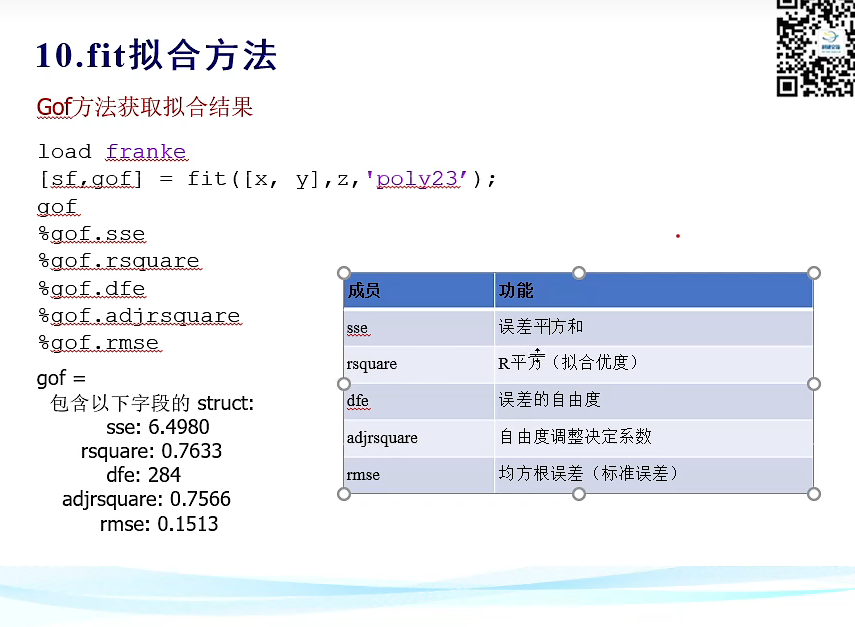 10.fit拟合方法
Gof方法获取拟合结果
load franke
[sf,gof] = fit([x, y],z,'poly23’);
gof
%gof.sse
%gof.rsquare
%gof.dfe
%gof.adjrsquare
%gof.rmse
gof =
包含以下字段的 struct:
sse: 6.4980
rsquare: 0.7633
dfe: 284
adjrsquare: 0.7566
rmse: 0.1513
成员 功能
sse 误差平方和
rsquare R平方（拟合优度）
dfe 误差的自由度
adjrsquare 自由度调整决定系数
rmse 均方根误差（标准误差）